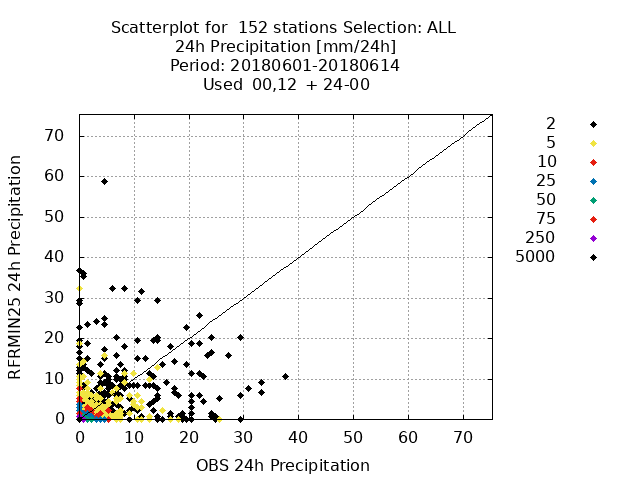 Scatterplot for  152 stations Selection: ALL
24h Precipitation [mm/24h]
Period: 20180601-20180614
Used  00,12  + 24-00
RFRMIN25 24h Precipitation
70
60
50
40
30
20
10
0
0 10 20 30 40 50 60 70
OBS 24h Precipitation
2
5
10
25
50
75
250
5000